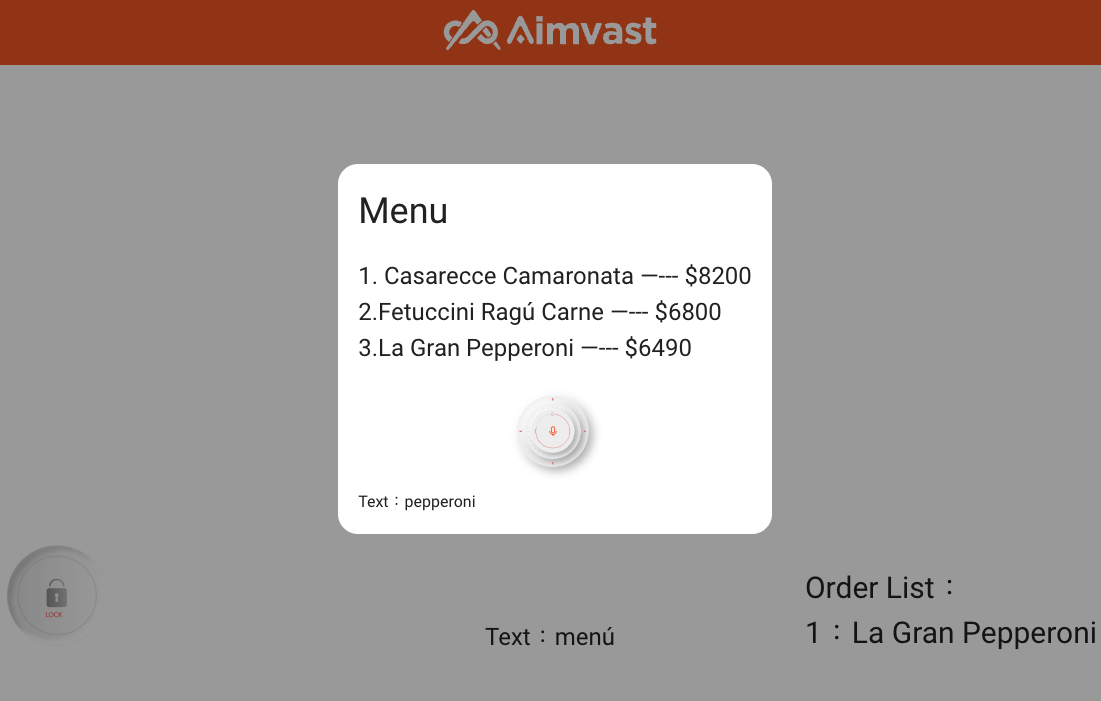 Aimvast
Menu
1. Casarecce Camaronata —--- $8200
2.Fetuccini Ragú Carne —--- $6800
3.La Gran Pepperoni —--- $6490
Text：pepperoni
LOCK
Text：menú
Order List：
1：La Gran Pepperoni